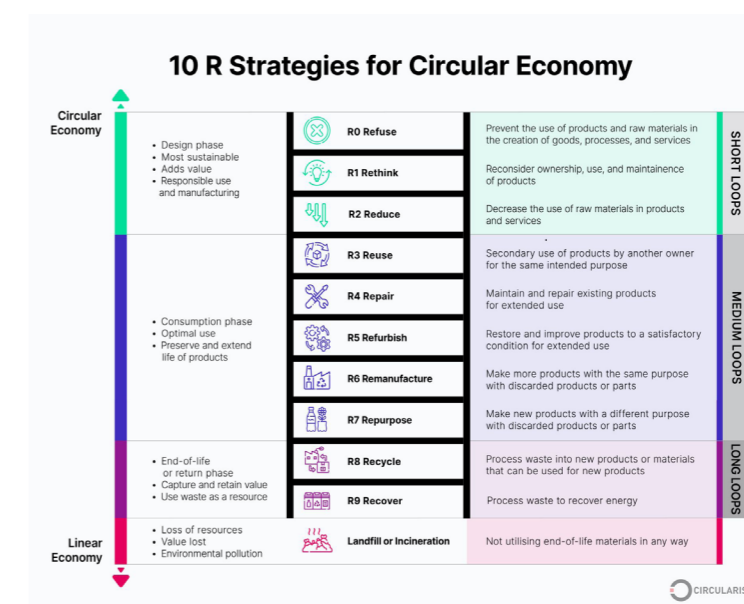 10 R Strategies for Circular Economy
Circular
Economy
• Design phase
• Most sustainable
• Adds value
• Responsible use
and manufacturing
R0 Refuse
Prevent the use of products and raw materials in
the creation of goods, processes, and services
R1 Rethink
Reconsider ownership, use, and maintainence
of products
R2 Reduce
Decrease the use of raw materials in products
and services
SHORT LOOPS
• Consumption phase
• Optimal use
• Preserve and extend
life of products
R3 Reuse
Secondary use of products by another owner
for the same intended purpose
R4 Repair
Maintain and repair existing products
for extended use
R5 Refurbish
Restore and improve products to a satisfactory
condition for extended use
R6 Remanufacture
Make more products with the same purpose
with discarded products or parts
R7 Repurpose
Make new products with a different purpose
with discarded products or parts
MEDIUM LOOPS
• End-of-life
or return phase
• Capture and retain value
• Use waste as a resource
R8 Recycle
Process waste into new products or materials
that can be used for new products
R9 Recover
Process waste to recover energy
LONG LOOPS
Linear
Economy
• Loss of resources
• Value lost
• Environmental pollution
Landfill or Incineration
Not utilising end-of-life materials in any way
CIRCULARIS